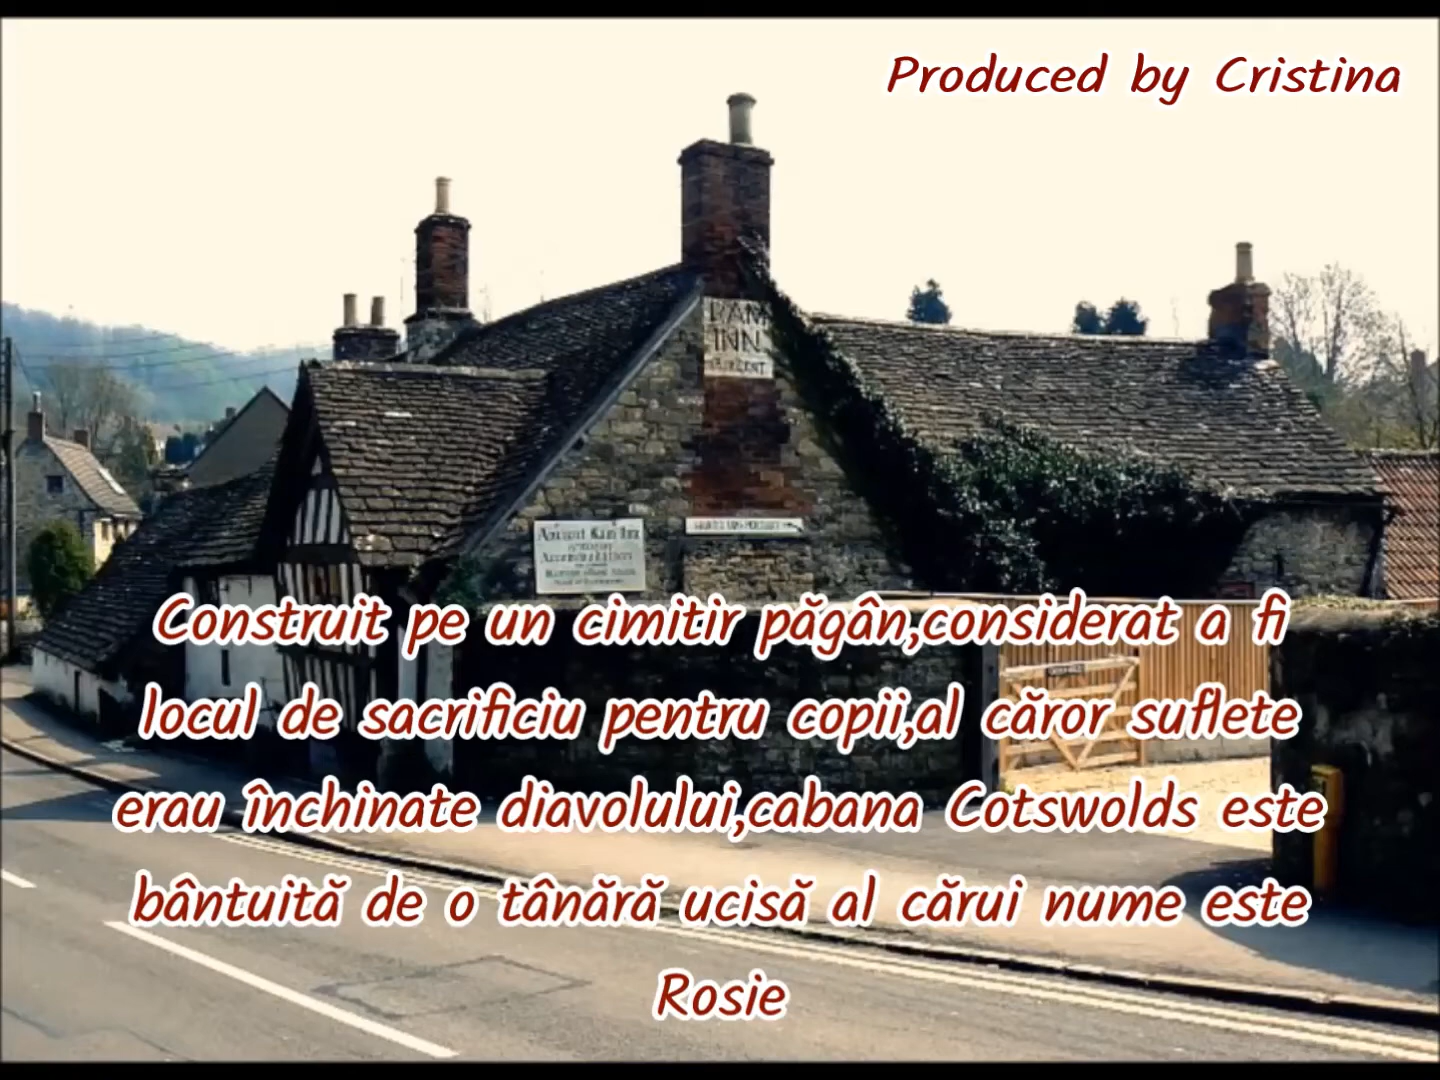 Produced by Cristina
RAM
INN
Ancient Ram Inn
Construit pe un cimitir păgân,considerat a fi
locul de sacrificiu pentru copii,al căror suflete
erau închinate diavolului,cabana Cotswolds este
bântuită de o tânără ucisă al cărui nume este
Rosie